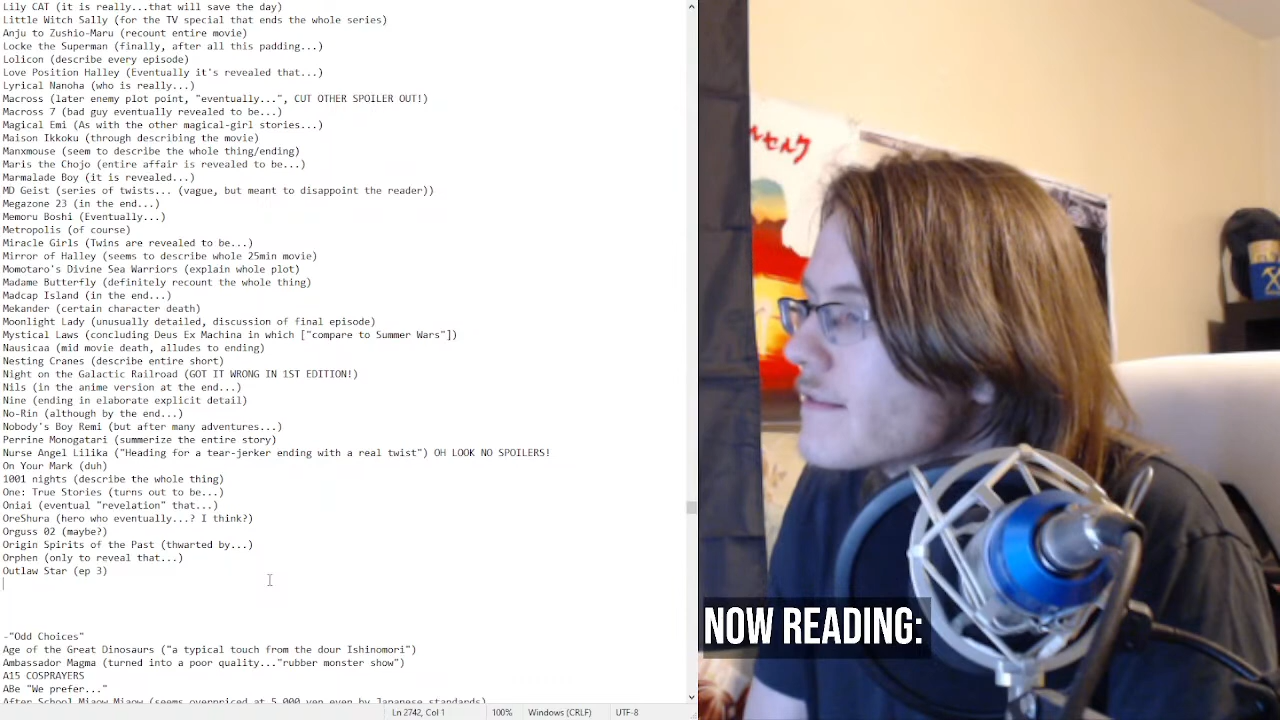 Lily CAT (it is really...that will save the day)
Little Witch Sally (for the TV special that ends the whole series)
Anju to Zushio-Maru (recount entire movie)
Locke the Superman (finally, after all this padding...)
Lolicon (describe every episode)
Love Position Halley (Eventually it's revealed that...)
Lyrical Nanoha (who is really...)
Macross (later enemy plot point, "eventually...", CUT OTHER SPOILER OUT!)
Macross 7 (bad guy eventually revealed to be...)
Magical Emi (As with the other magical-girl stories...)
Maison Ikkoku (through describing the movie)
Manxmouse (seem to describe the whole thing/ending)
Maris the Chojo (entire affair is revealed to be...)
Marmalade Boy (it is revealed...)
MD Geist (series of twists... (vague, but meant to disappoint the reader))
Megazone 23 (in the end...)
Memoru Boshi (Eventually...)
Metropolis (of course)
Miracle Girls (Twins are revealed to be...)
Mirror of Halley (seems to describe whole 25min movie)
Momotaro's Divine Sea Warriors (explain whole plot)
Madame Butterfly (definitely recount the whole thing)
Madcap Island (in the end...)
Mekander (certain character death)
Moonlight Lady (unusually detailed, discussion of final episode)
Mystical Laws (concluding Deus Ex Machina in which ["compare to Summer Wars"])
Nausicaa (mid movie death, alludes to ending)
Nesting Cranes (describe entire short)
Night on the Galactic Railroad (GOT IT WRONG IN 1ST EDITION!)
Nils (in the anime version at the end...)
Nine (ending in elaborate explicit detail)
No-Rin (although by the end...)
Nobody's Boy Remi (but after many adventures...)
Perrine Monogatari (summerize the entire story)
Nurse Angel Lilika ("Heading for a tear-jerker ending with a real twist") OH LOOK NO SPOILERS!
On Your Mark (duh)
1001 nights (describe the whole thing)
One: True Stories (turns out to be...)
Oniai (eventual "revelation" that...)
OreShura (hero who eventually...? I think?)
Orguss 02 (maybe?)
Origin Spirits of the Past (thwarted by...)
Orphen (only to reveal that...)
Outlaw Star (ep 3)
-"Odd Choices"
Age of the Great Dinosaurs ("a typical touch from the dour Ishinomori")
Ambassador Magma (turned into a poor quality..."rubber monster show")
A15 COSPRAYERS
ABe "We prefer..."
After School Miaow Miaow (seems overpriced at 5,000 yen even by Japanese standards)
Ln 2742, Col 1
100%
Windows (CRLF)
UTF-8
ルセルク
NOW READING: